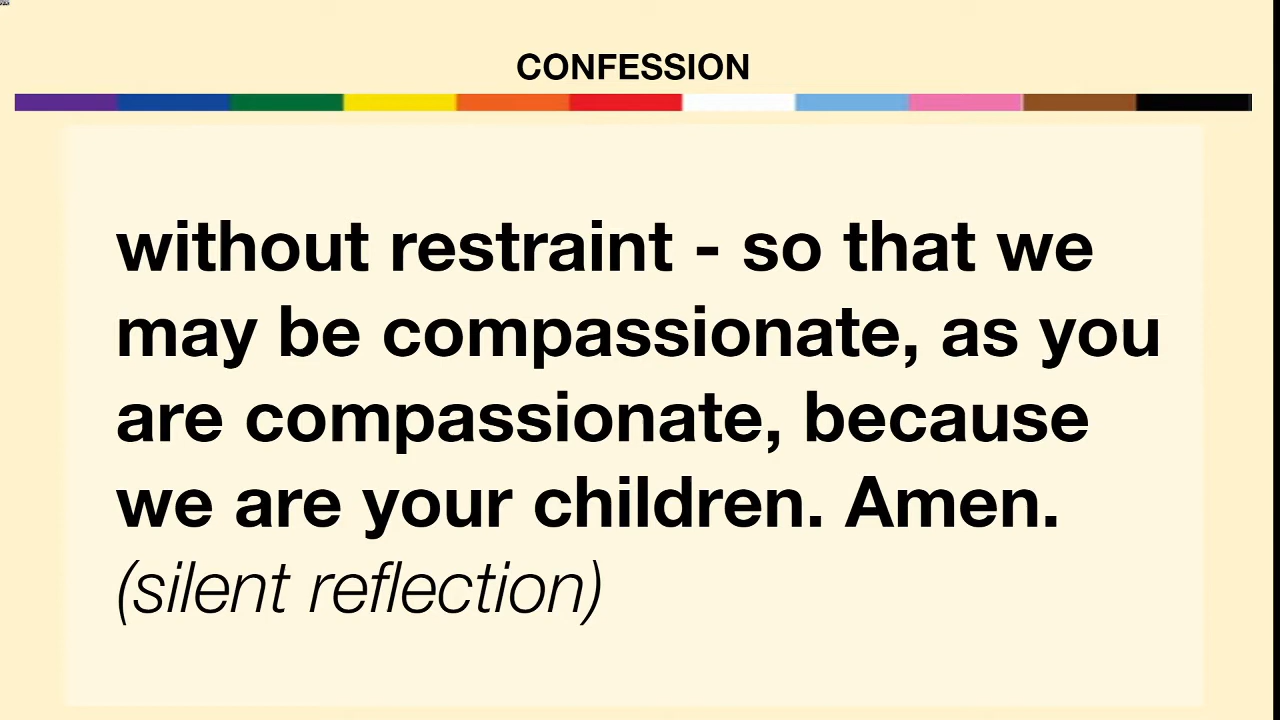 CONFESSION
without restraint - so that we
may be compassionate, as you
are compassionate, because
we are your children. Amen.
(silent reflection)